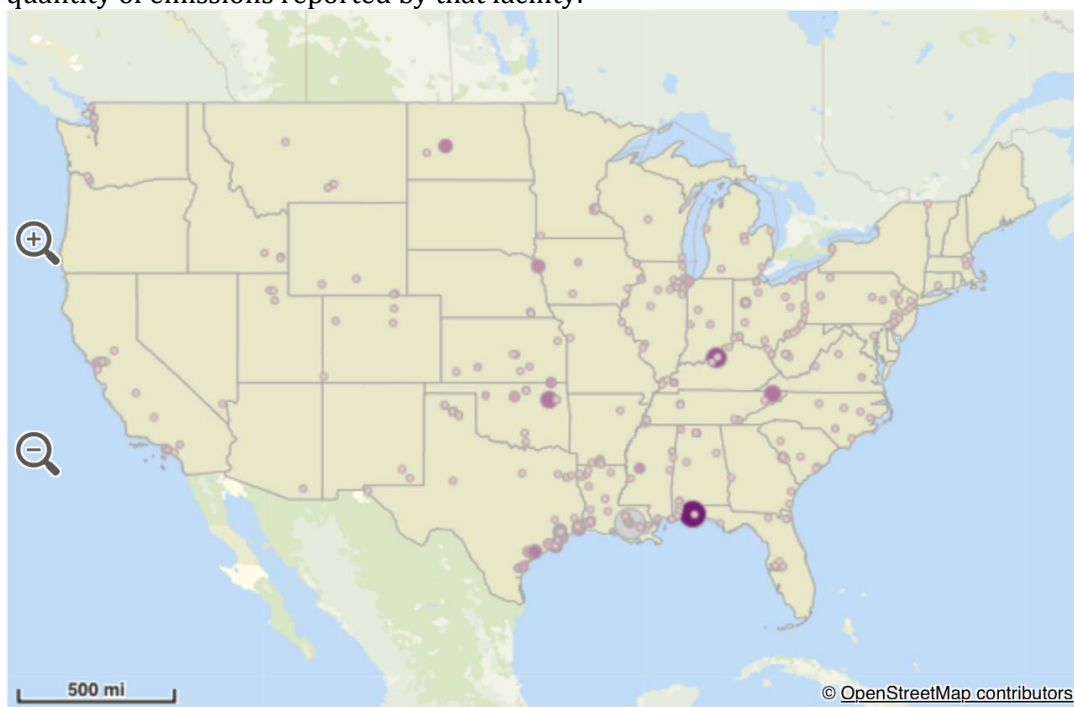 quantity of emissions reported by that facility.
500 mi
© OpenStreetMap contributors